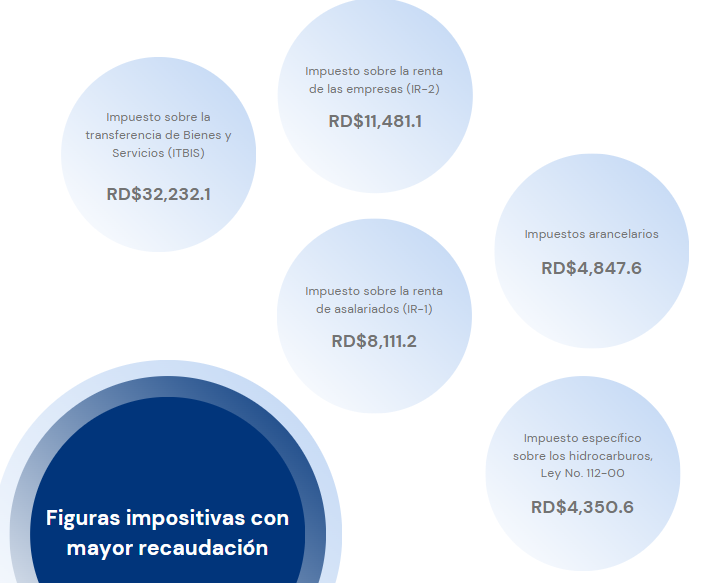 Impuesto sobre la renta
de las empresas (IR-2)
RD$11,481.1
Impuesto sobre la
transferencia de Bienes y
Servicios (ITBIS)
RD$32,232.1
Impuestos arancelarios
RD$4,847.6
Impuesto sobre la renta
de asalariados (IR-1)
RD$8,111.2
Impuesto específico
sobre los hidrocarburos,
Ley No. 112-00
RD$4,350.6
Figuras impositivas con
mayor recaudación